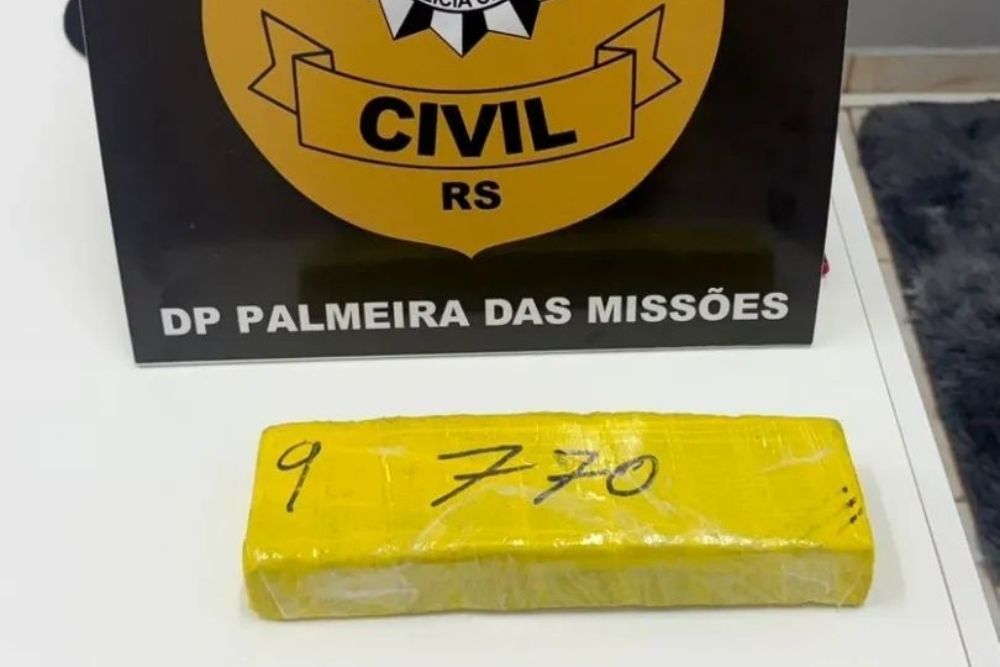 CIVIL
RS
DP PALMEIRA DAS MISSÕES
9 770